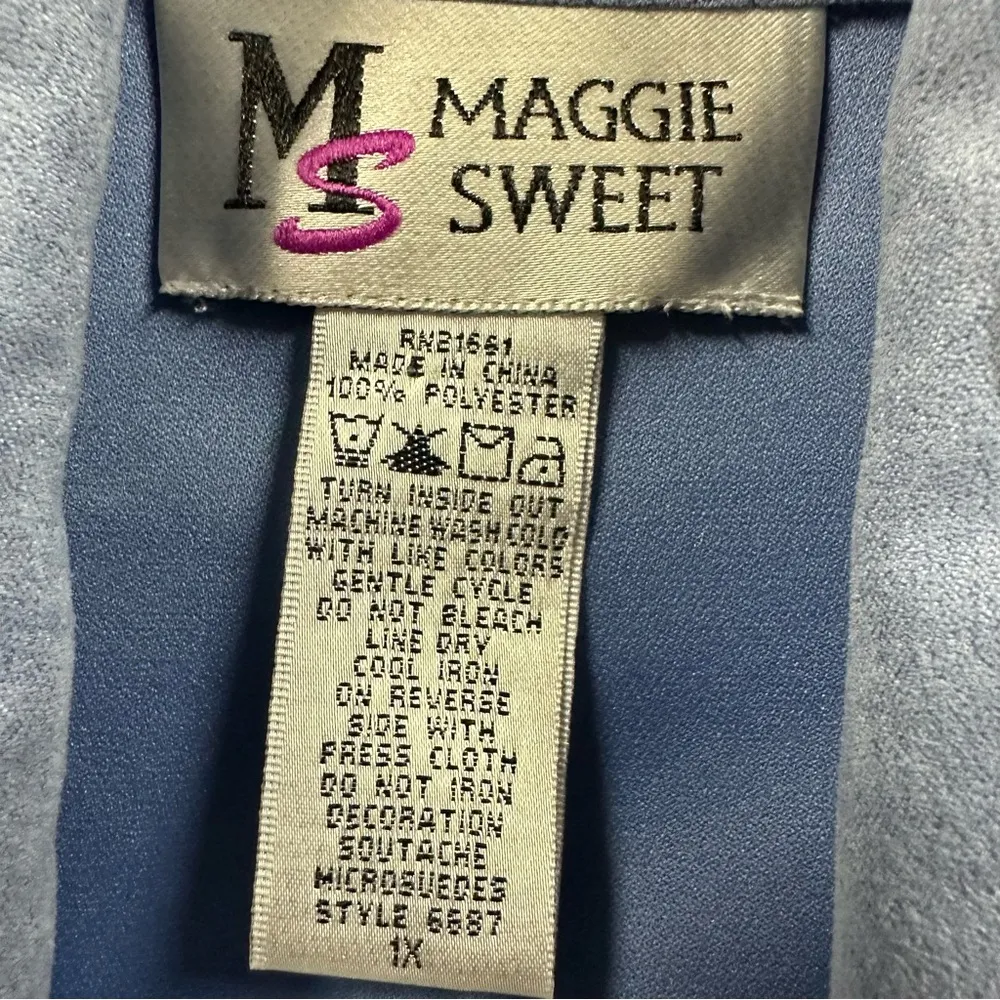 MS
MAGGIE
SWEET
RN31661
MADE IN CHINA
100% POLYESTER
TURN INSIDE OUT
MACHINE WASH COLD
WITH LIKE COLORS
GENTLE CYCLE
DO NOT BLEACH
LINE DRY
COOL IRON
ON REVERSE
SIDE WITH
PRESS CLOTH
DO NOT IRON
DECORATION
SOUTACHE
MICROSUEDES
STYLE 6687
1X